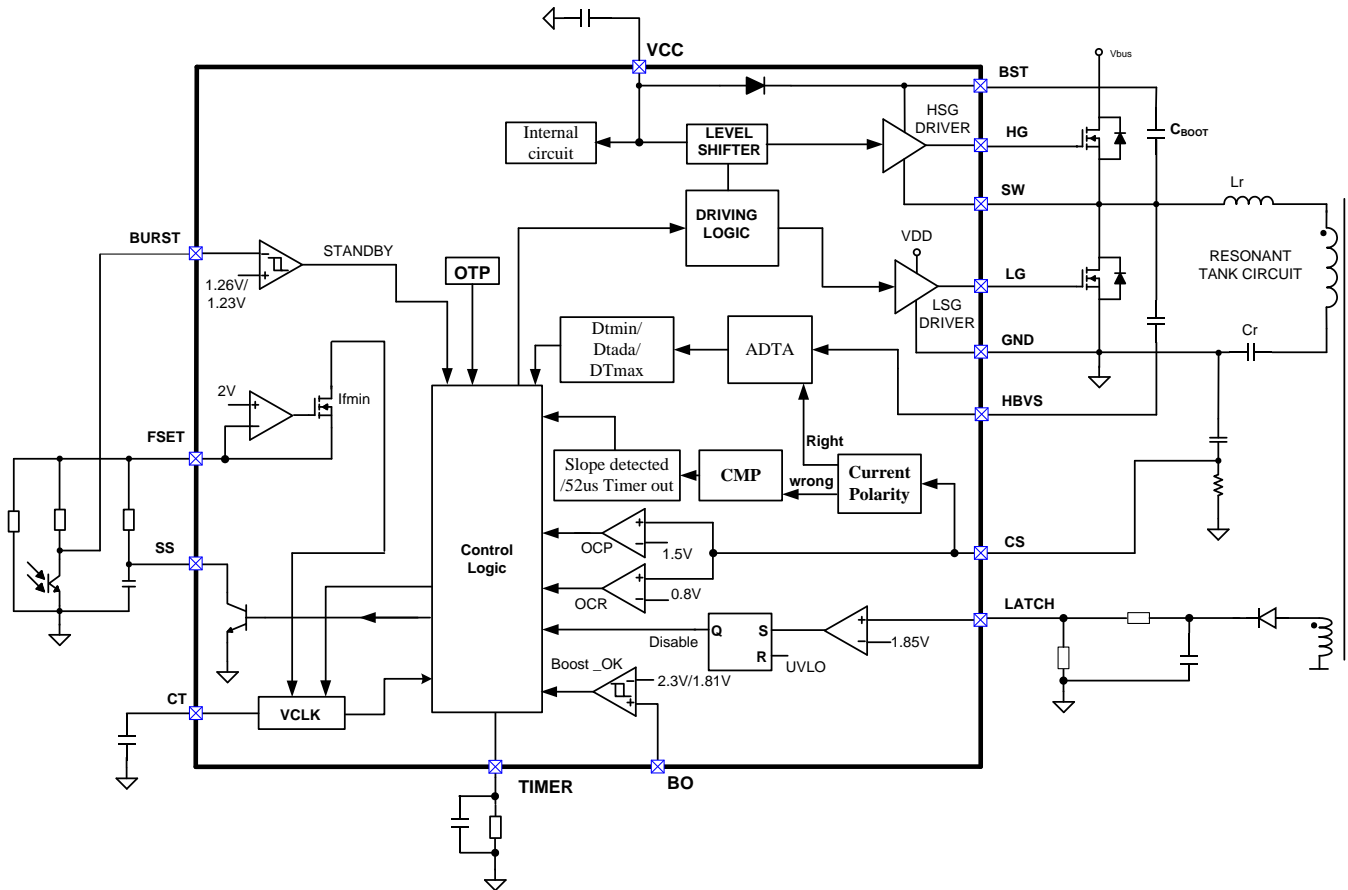 VCC
Vbus
BST
HSG
DRIVER
HG
C_BOOT
Internal
circuit
LEVEL
SHIFTER
SW
Lr
DRIVING
LOGIC
BURST
STANDBY
VDD
RESONANT
TANK CIRCUIT
OTP
1.26V/
1.23V
LG
LSG
DRIVER
Dtmin/
Dtada/
DTmax
ADTA
GND
Cr
2V
Ifmin
HBVS
FSET
Right
Slope detected
/52us Timer out
CMP
wrong
Current
Polarity
SS
Control
Logic
OCP
+
−
1.5V
CS
OCR
+
−
0.8V
LATCH
Disable
Q
S
R
UVLO
+
−
1.85V
Boost _OK
2.3V/1.81V
CT
VCLK
TIMER
BO